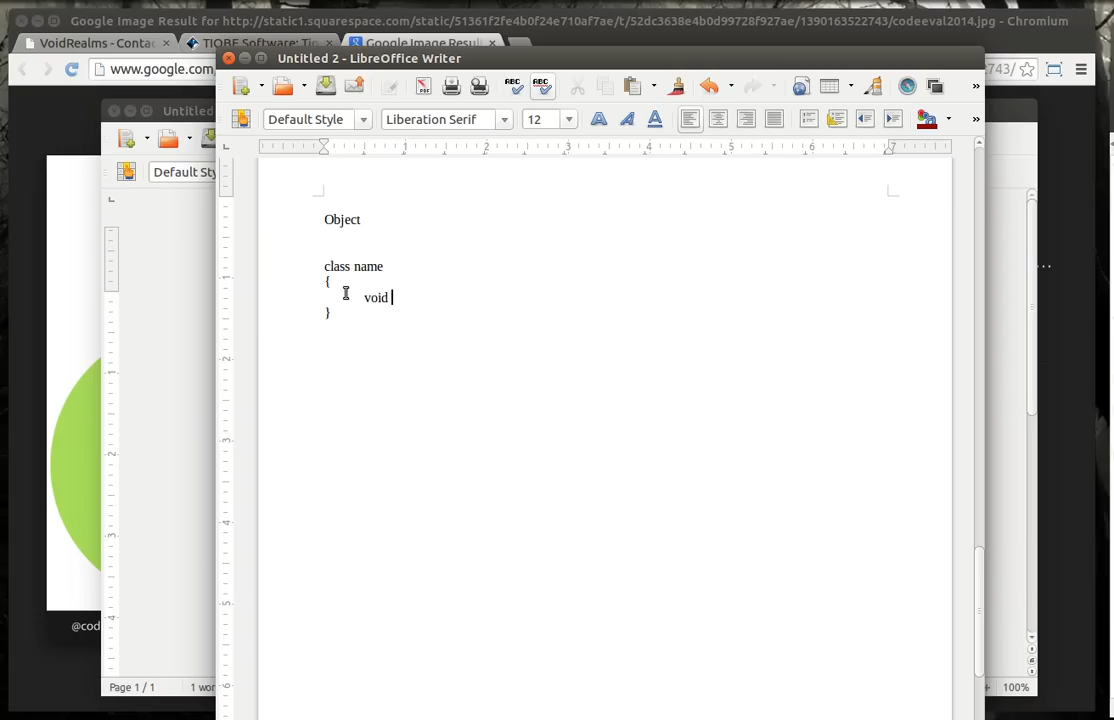 Google Image Result for http://static1.squarespace.com/static/51361f2fe4b0f24e710af7ae/t/52dc3638e4b0d99728f927ae/1390163522743/codeeval2014.jpg - Chromium
VoidRealms - Contac
TIOBE Software: Tio
Google Image Resul
www.google.com
743/
Untitled 2 - LibreOffice Writer
Untitled
Default Style
Liberation Serif
12
Default Sty
Object
class name
{
void
}
@cod
Page 1 / 1
1 wor
100%